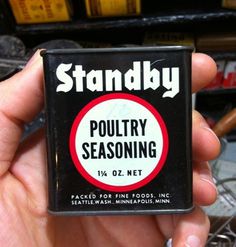 Standby
POULTRY
SEASONING
1¼ OZ. NET
PACKED FOR FINE FOODS, INC.
SEATTLE, WASH., MINNEAPOLIS, MINN.